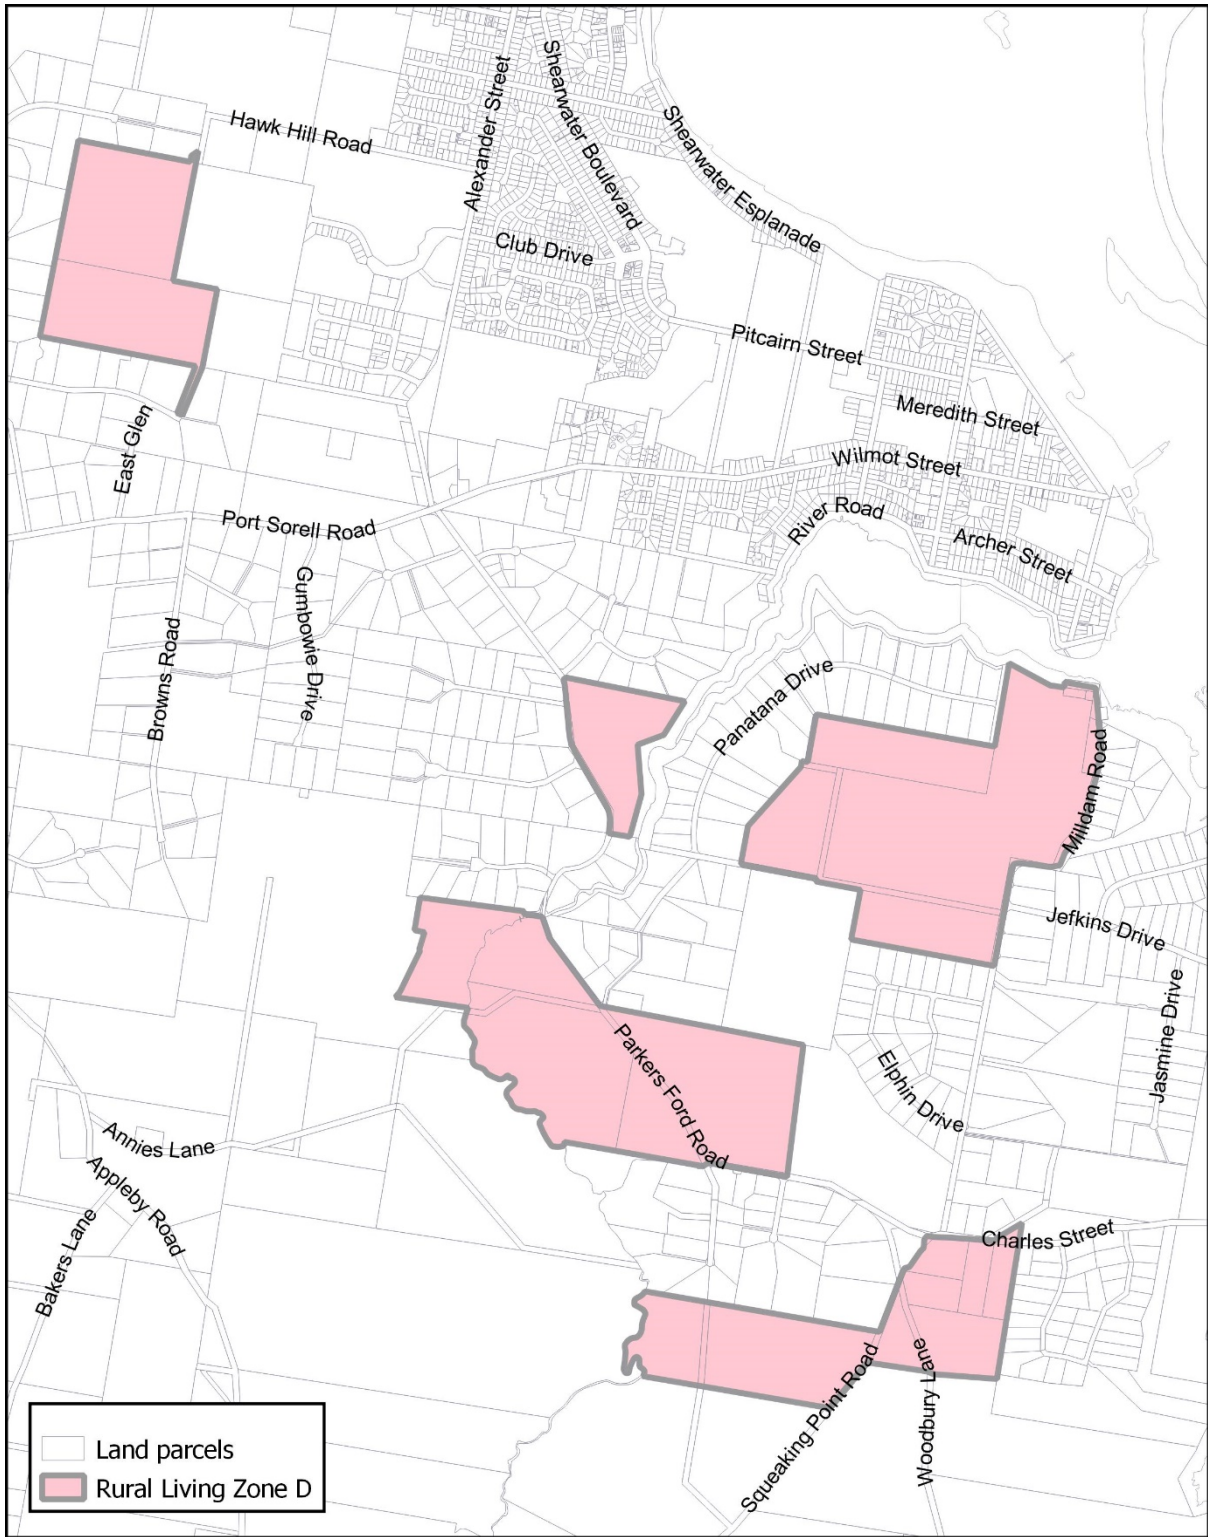 Hawk Hill Road
Alexander Street
Shearwater Boulevard
Shearwater Esplanade
Club Drive
Pitcairn Street
Meredith Street
East Glen
Wilmot Street
Port Sorell Road
River Road
Archer Street
Gumbowie Drive
Browns Road
Panatana Drive
Milldam Road
Jefkins Drive
Jasmine Drive
Parkers Ford Road
Elphin Drive
Annies Lane
Appleby Road
Bakers Lane
Charles Street
Squeaking Point Road
Woodbury Lane
Land parcels
Rural Living Zone D